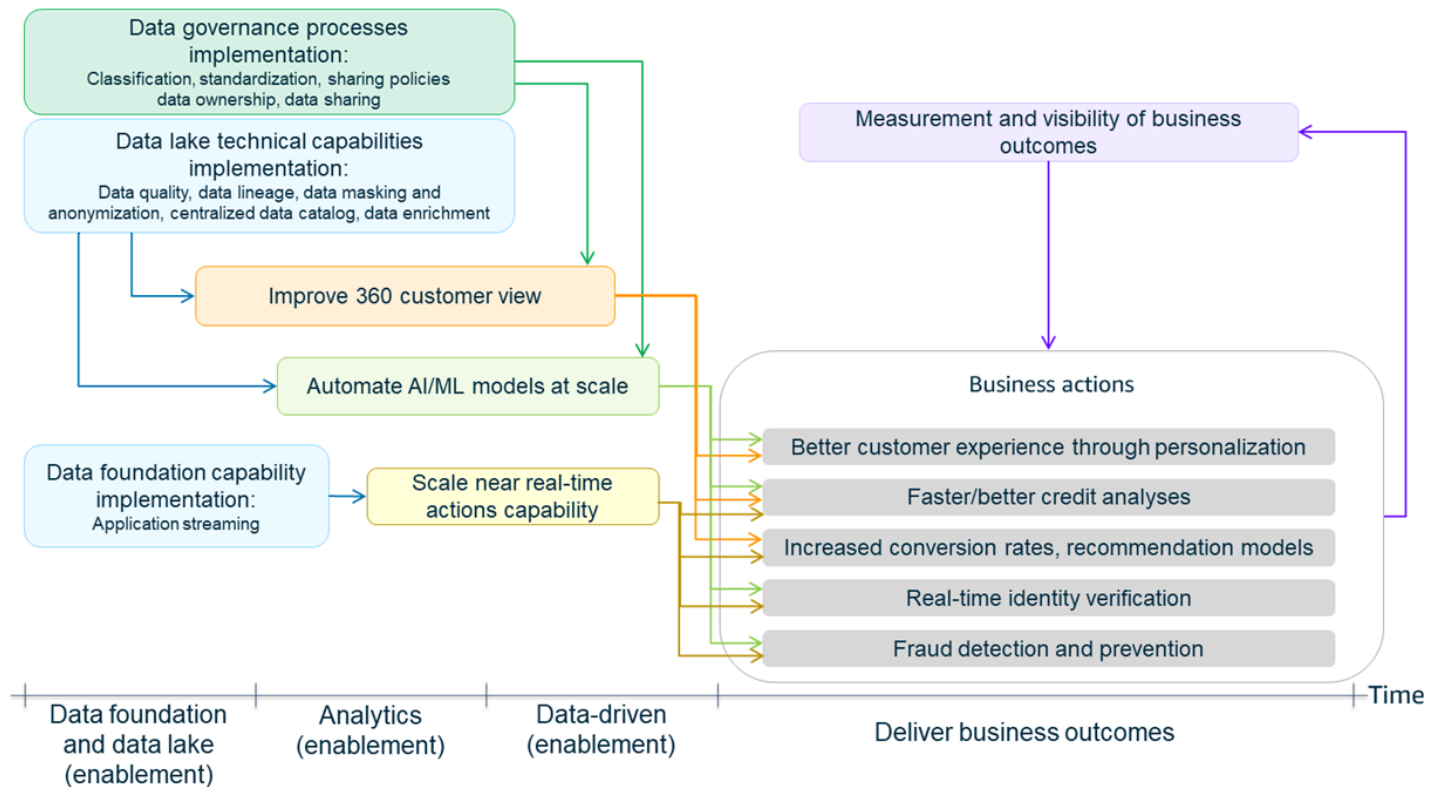 Data governance processes
implementation:
Classification, standardization, sharing policies
data ownership, data sharing
Data lake technical capabilities
implementation:
Data quality, data lineage, data masking and
anonymization, centralized data catalog, data enrichment
Measurement and visibility of business
outcomes
Improve 360 customer view
Automate AI/ML models at scale
Data foundation capability
implementation:
Application streaming
Scale near real-time
actions capability
Business actions
Better customer experience through personalization
Faster/better credit analyses
Increased conversion rates, recommendation models
Real-time identity verification
Fraud detection and prevention
Time
Data foundation
and data lake
(enablement)
Analytics
(enablement)
Data-driven
(enablement)
Deliver business outcomes